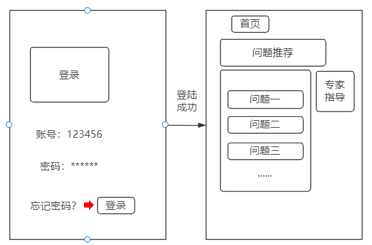 登录
账号：123456
密码：******
忘记密码？ 登录
登陆
成功
首页
问题推荐
问题一
问题二
问题三
......
专家
指导